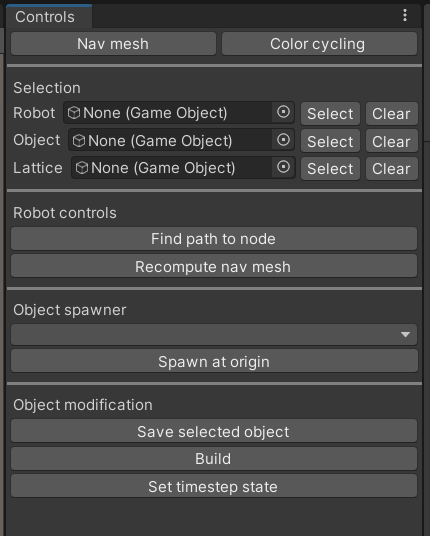 Controls
Nav mesh Color cycling
Selection
Robot None (Game Object) Select Clear
Object None (Game Object) Select Clear
Lattice None (Game Object) Select Clear
Robot controls
Find path to node
Recompute nav mesh
Object spawner
Spawn at origin
Object modification
Save selected object
Build
Set timestep state